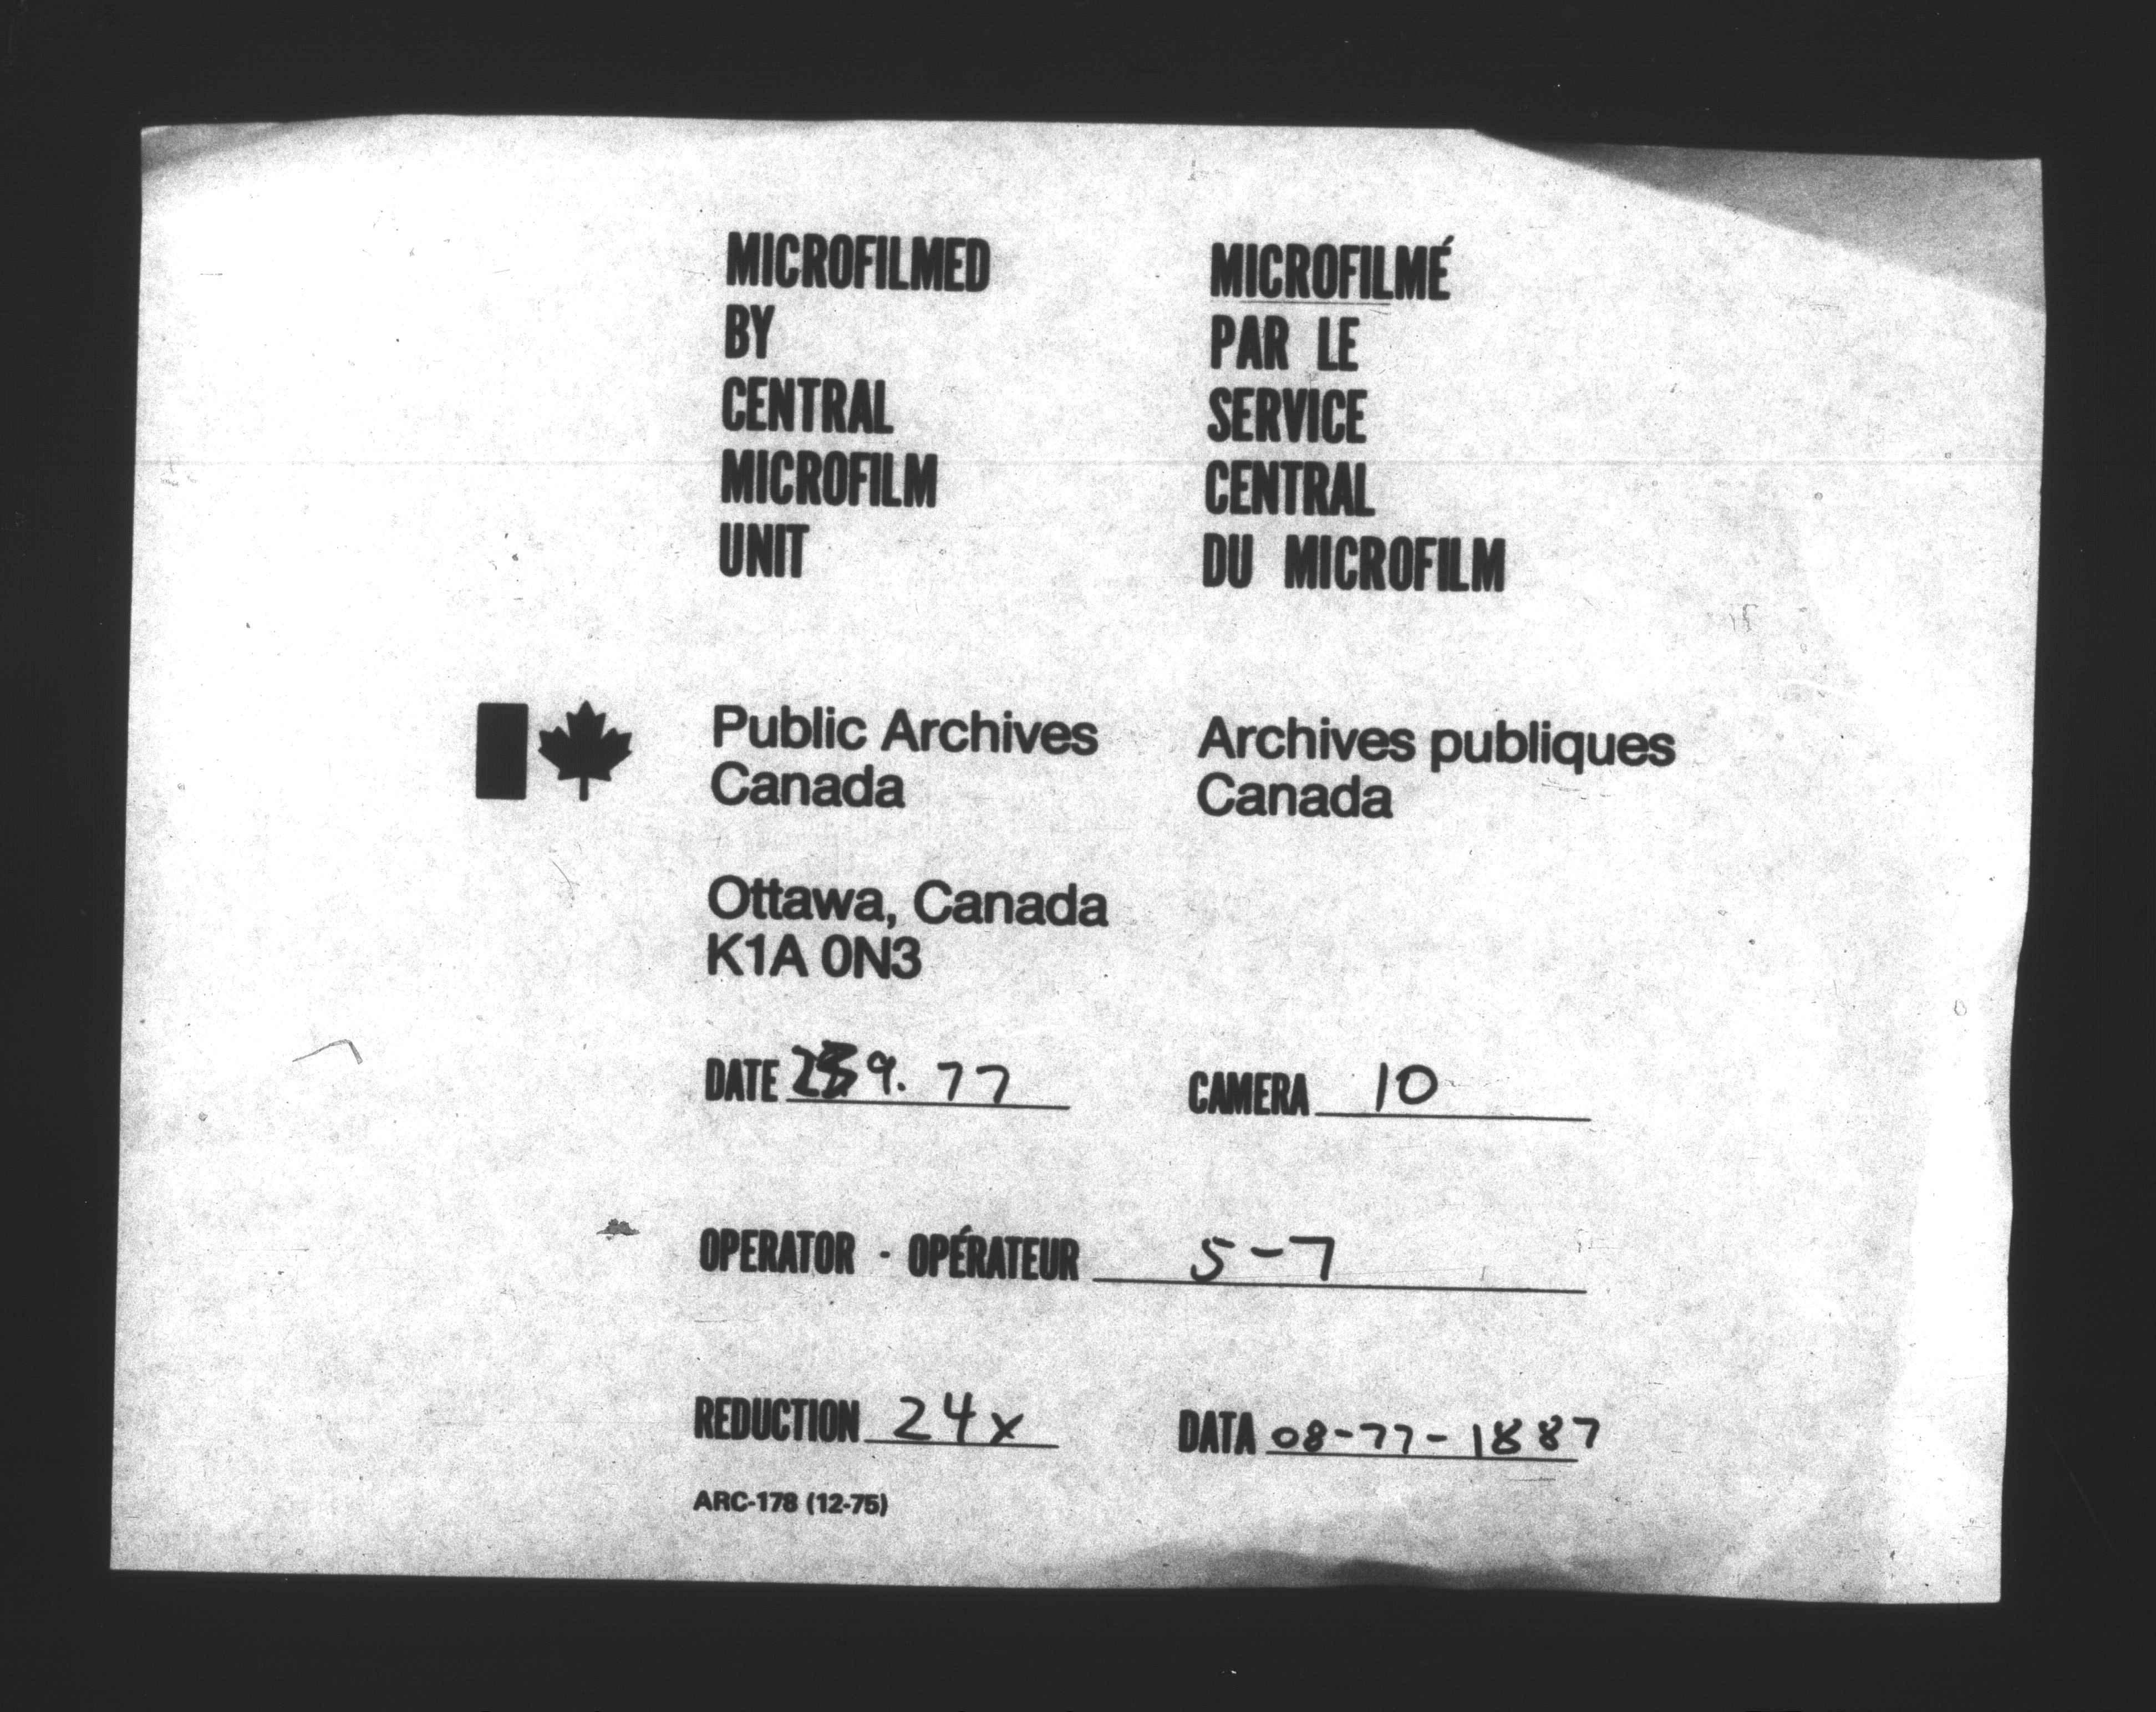 MICROFILMED
BY
CENTRAL
MICROFILM
UNIT
MICROFILMÉ
PAR LE
SERVICE
CENTRAL
DU MICROFILM
Public Archives
Canada
Archives publiques
Canada
Ottawa, Canada
K1A 0N3
DATE 9. 77
CAMERA 10
OPERATOR - OPÉRATEUR 5-7
REDUCTION 24x
DATA 08-77-1887
ARC-178 (12-75)